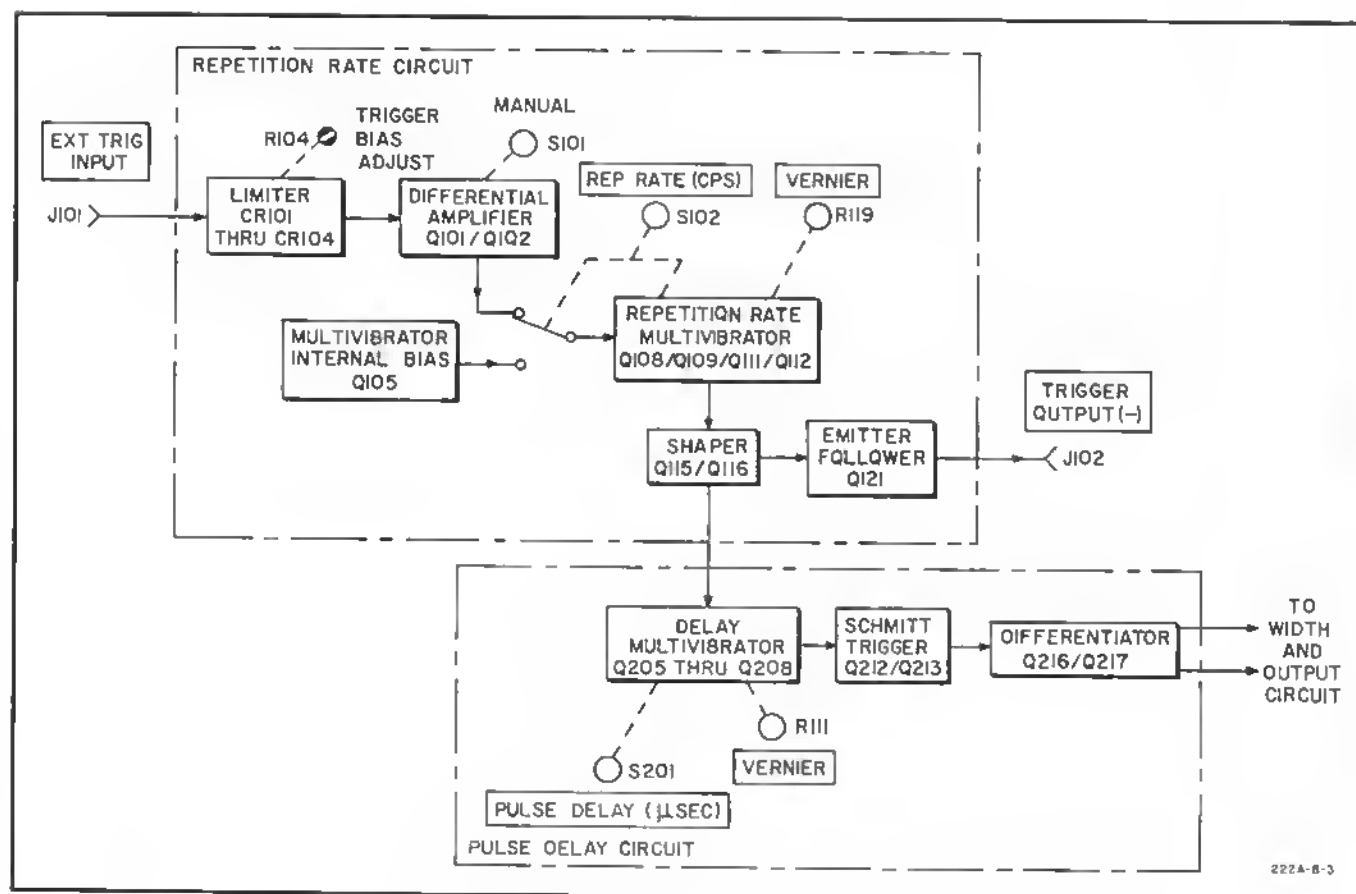 REPETITION RATE CIRCUIT
EXT TRIG
INPUT
J101
R104
TRIGGER
BIAS
ADJUST
MANUAL
S101
LIMITER
CR101
THRU CR104
DIFFERENTIAL
AMPLIFIER
Q101/Q102
REP RATE (CPS)
S102
VERNIER
R119
MULTIVIBRATOR
INTERNAL BIAS
Q105
REPETITION RATE
MULTIVIBRATOR
Q108/Q109/Q111/Q112
SHAPER
Q115/Q116
EMITTER
FOLLOWER
Q121
TRIGGER
OUTPUT (-)
J102
DELAY
MULTIVIBRATOR
Q205 THRU Q208
SCHMITT
TRIGGER
Q212/Q213
DIFFERENTIATOR
Q216/Q217
TO
WIDTH
AND
OUTPUT
CIRCUIT
S201
PULSE DELAY (µSEC)
R111
VERNIER
PULSE DELAY CIRCUIT
222A-B-3